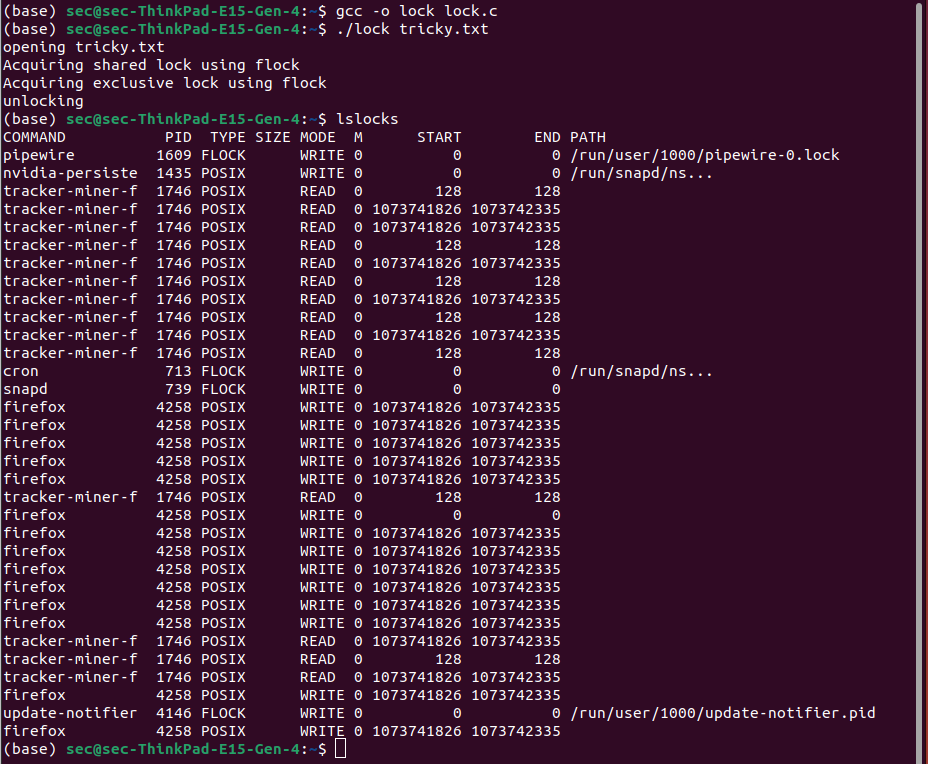 (base) sec@sec-ThinkPad-E15-Gen-4:~$ gcc -o lock lock.c
(base) sec@sec-ThinkPad-E15-Gen-4:~$ ./lock tricky.txt
opening tricky.txt
Acquiring shared lock using flock
Acquiring exclusive lock using flock
unlocking
(base) sec@sec-ThinkPad-E15-Gen-4:~$ lslocks
COMMAND           PID  TYPE SIZE MODE  M      START        END PATH
pipewire         1609 FLOCK      WRITE 0          0          0 /run/user/1000/pipewire-0.lock
nvidia-persiste  1435 POSIX      WRITE 0          0          0 /run/snapd/ns...
tracker-miner-f  1746 POSIX      READ  0        128        128
tracker-miner-f  1746 POSIX      READ  0 1073741826 1073742335
tracker-miner-f  1746 POSIX      READ  0 1073741826 1073742335
tracker-miner-f  1746 POSIX      READ  0        128        128
tracker-miner-f  1746 POSIX      READ  0 1073741826 1073742335
tracker-miner-f  1746 POSIX      READ  0        128        128
tracker-miner-f  1746 POSIX      READ  0 1073741826 1073742335
tracker-miner-f  1746 POSIX      READ  0        128        128
tracker-miner-f  1746 POSIX      READ  0 1073741826 1073742335
tracker-miner-f  1746 POSIX      READ  0        128        128
cron              713 FLOCK      WRITE 0          0          0 /run/snapd/ns...
snapd             739 FLOCK      WRITE 0          0          0
firefox          4258 POSIX      WRITE 0 1073741826 1073742335
firefox          4258 POSIX      WRITE 0 1073741826 1073742335
firefox          4258 POSIX      WRITE 0 1073741826 1073742335
firefox          4258 POSIX      WRITE 0 1073741826 1073742335
firefox          4258 POSIX      WRITE 0 1073741826 1073742335
tracker-miner-f  1746 POSIX      READ  0        128        128
firefox          4258 POSIX      WRITE 0          0          0
firefox          4258 POSIX      WRITE 0 1073741826 1073742335
firefox          4258 POSIX      WRITE 0 1073741826 1073742335
firefox          4258 POSIX      WRITE 0 1073741826 1073742335
firefox          4258 POSIX      WRITE 0 1073741826 1073742335
firefox          4258 POSIX      WRITE 0 1073741826 1073742335
firefox          4258 POSIX      WRITE 0 1073741826 1073742335
tracker-miner-f  1746 POSIX      READ  0 1073741826 1073742335
tracker-miner-f  1746 POSIX      READ  0        128        128
tracker-miner-f  1746 POSIX      READ  0 1073741826 1073742335
firefox          4258 POSIX      WRITE 0 1073741826 1073742335
update-notifier  4146 FLOCK      WRITE 0          0          0 /run/user/1000/update-notifier.pid
firefox          4258 POSIX      WRITE 0 1073741826 1073742335
(base) sec@sec-ThinkPad-E15-Gen-4:~$